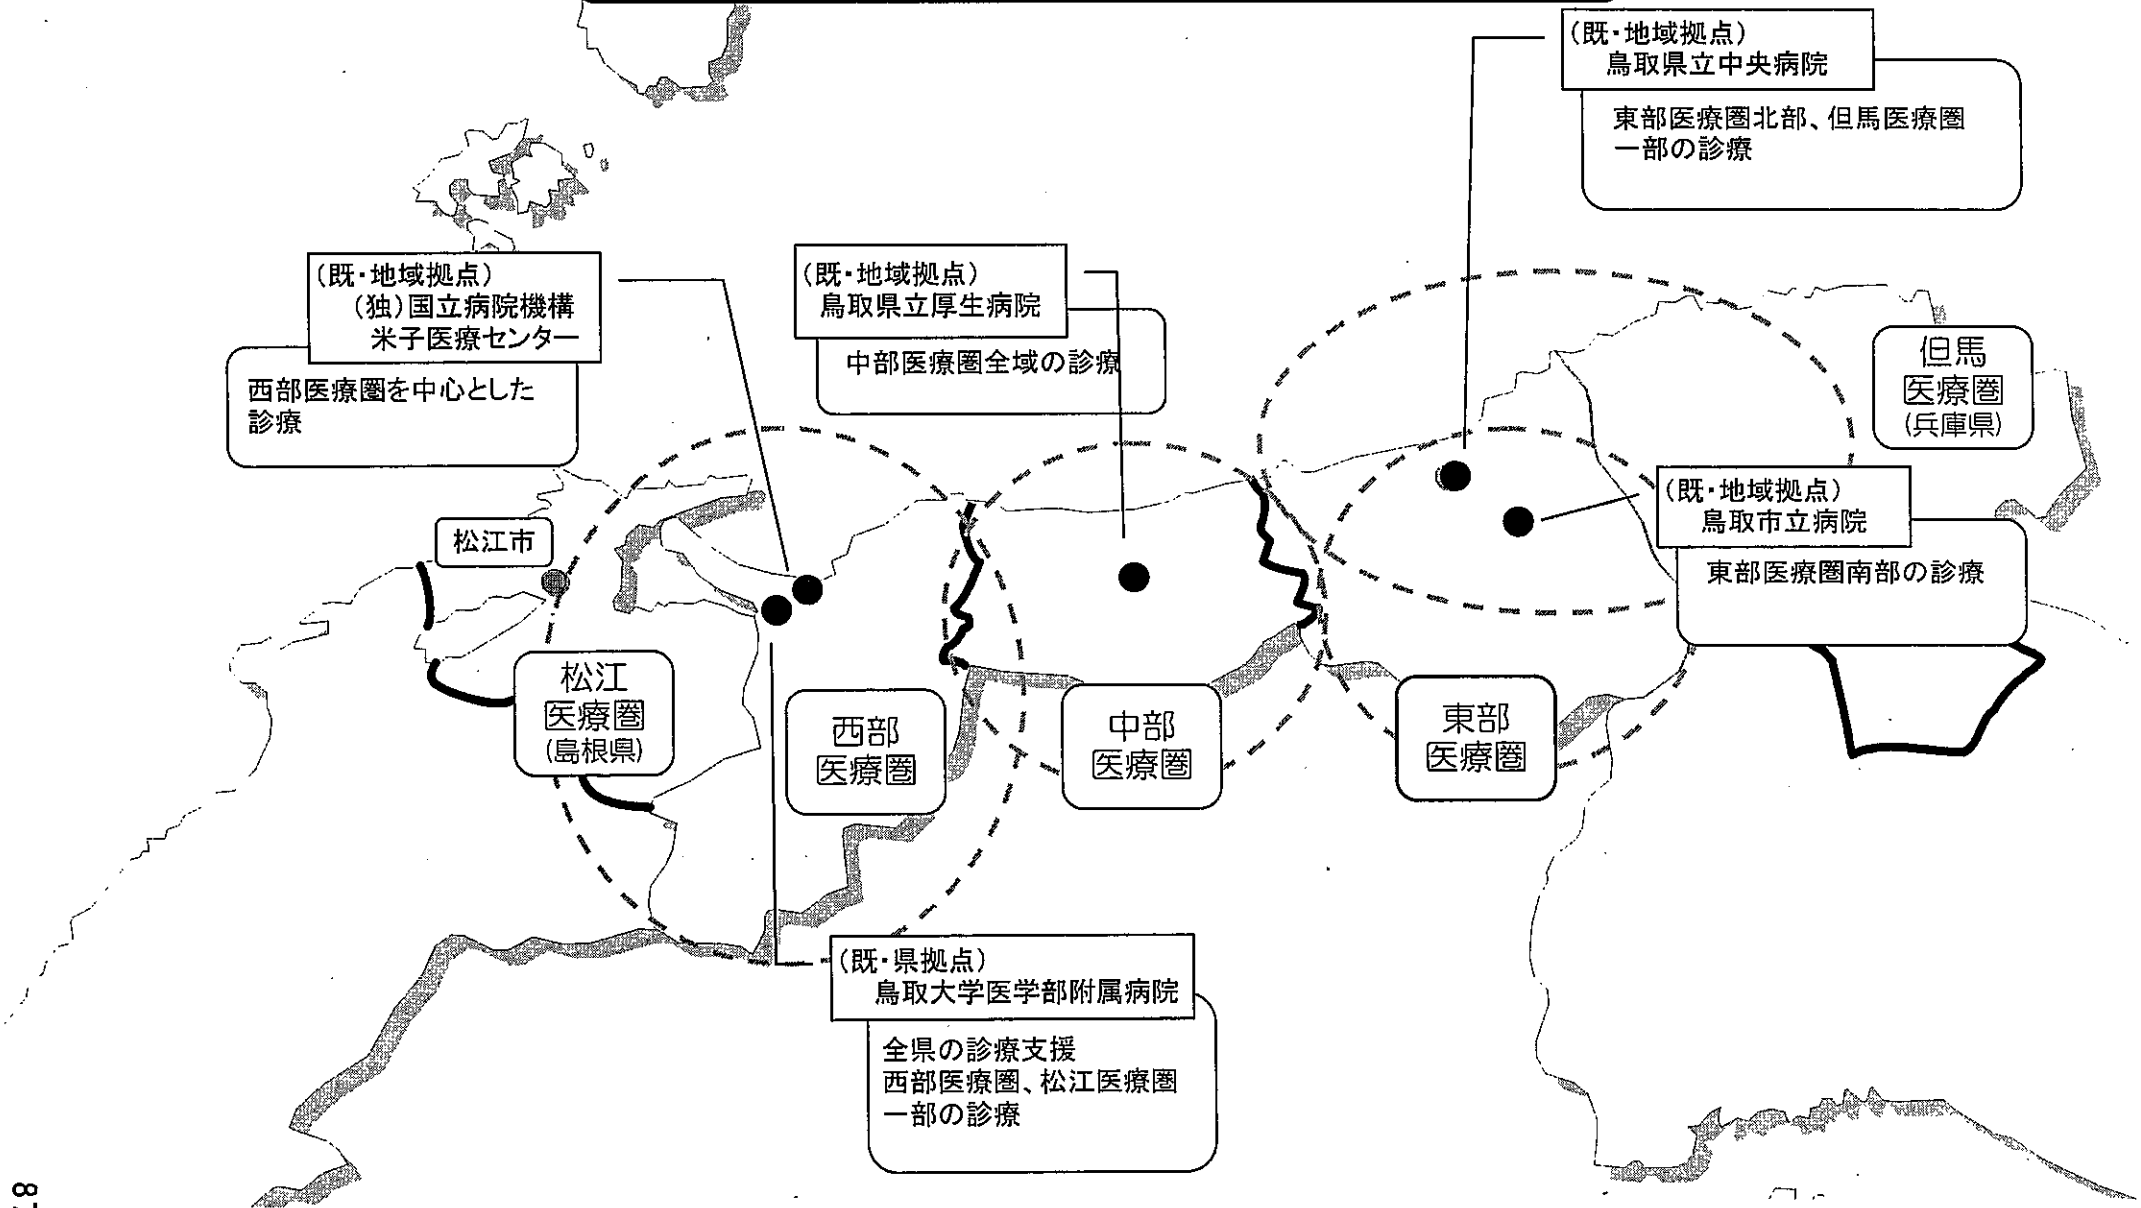 (既・地域拠点)
鳥取県立中央病院
東部医療圏北部、但馬医療圏
一部の診療
(既・地域拠点)
(独)国立病院機構
米子医療センター
西部医療圏を中心とした
診療
(既・地域拠点)
鳥取県立厚生病院
中部医療圏全域の診療
但馬
医療圏
(兵庫県)
(既・地域拠点)
鳥取市立病院
東部医療圏南部の診療
松江市
松江
医療圏
(島根県)
西部
医療圏
中部
医療圏
東部
医療圏
(既・県拠点)
鳥取大学医学部附属病院
全県の診療支援
西部医療圏、松江医療圏
一部の診療